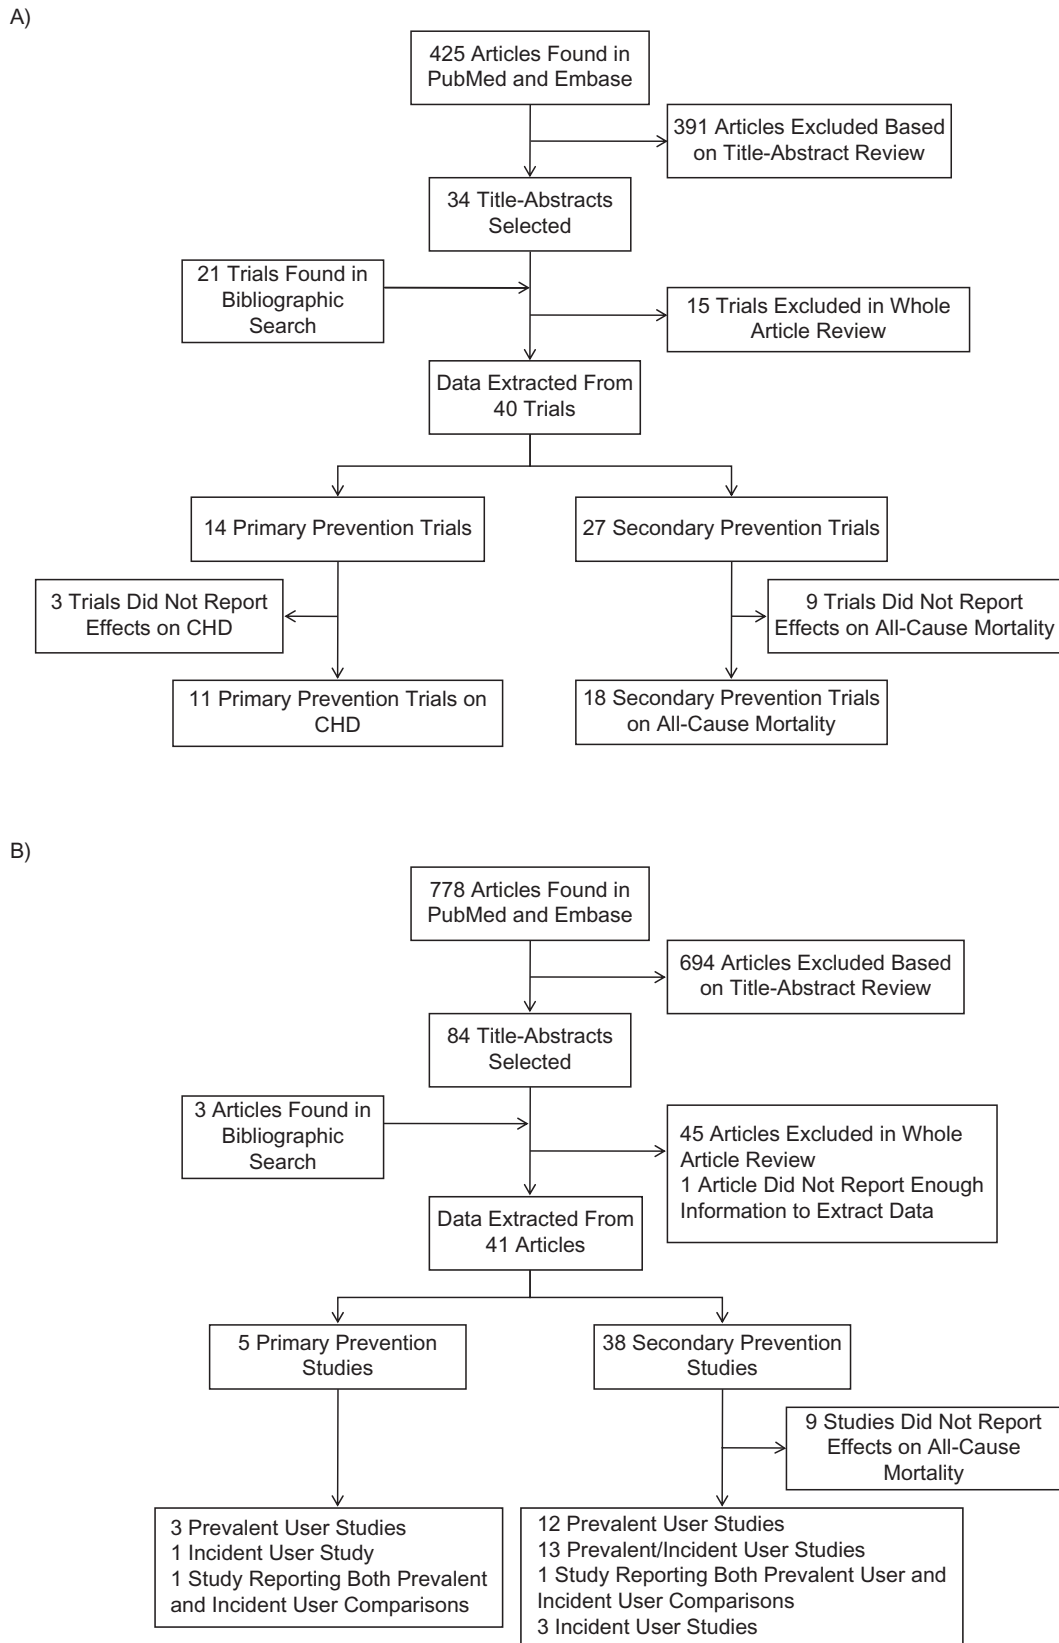 A)
425 Articles Found in
PubMed and Embase
391 Articles Excluded Based
on Title-Abstract Review
34 Title-Abstracts
Selected
21 Trials Found in
Bibliographic
Search
15 Trials Excluded in Whole
Article Review
Data Extracted From
40 Trials
14 Primary Prevention Trials
27 Secondary Prevention Trials
3 Trials Did Not Report
Effects on CHD
9 Trials Did Not Report
Effects on All-Cause Mortality
11 Primary Prevention Trials on
CHD
18 Secondary Prevention Trials
on All-Cause Mortality
B)
778 Articles Found in
PubMed and Embase
694 Articles Excluded Based
on Title-Abstract Review
84 Title-Abstracts
Selected
3 Articles Found in
Bibliographic
Search
45 Articles Excluded in Whole
Article Review
1 Article Did Not Report Enough
Information to Extract Data
Data Extracted From
41 Articles
5 Primary Prevention
Studies
38 Secondary Prevention
Studies
9 Studies Did Not Report
Effects on All-Cause
Mortality
3 Prevalent User Studies
1 Incident User Study
1 Study Reporting Both Prevalent
and Incident User Comparisons
12 Prevalent User Studies
13 Prevalent/Incident User Studies
1 Study Reporting Both Prevalent User and
Incident User Comparisons
3 Incident User Studies